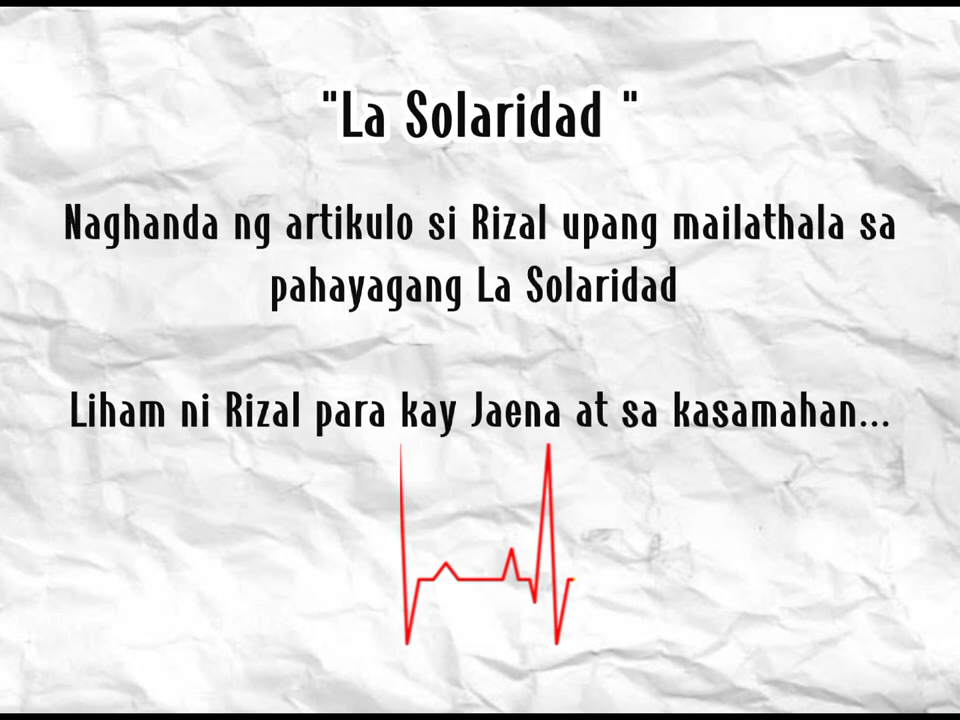 "La Solaridad "
Naghanda ng artikulo si Rizal upang mailathala sa
pahayagang La Solaridad
Liham ni Rizal para kay Jaena at sa kasamahan...